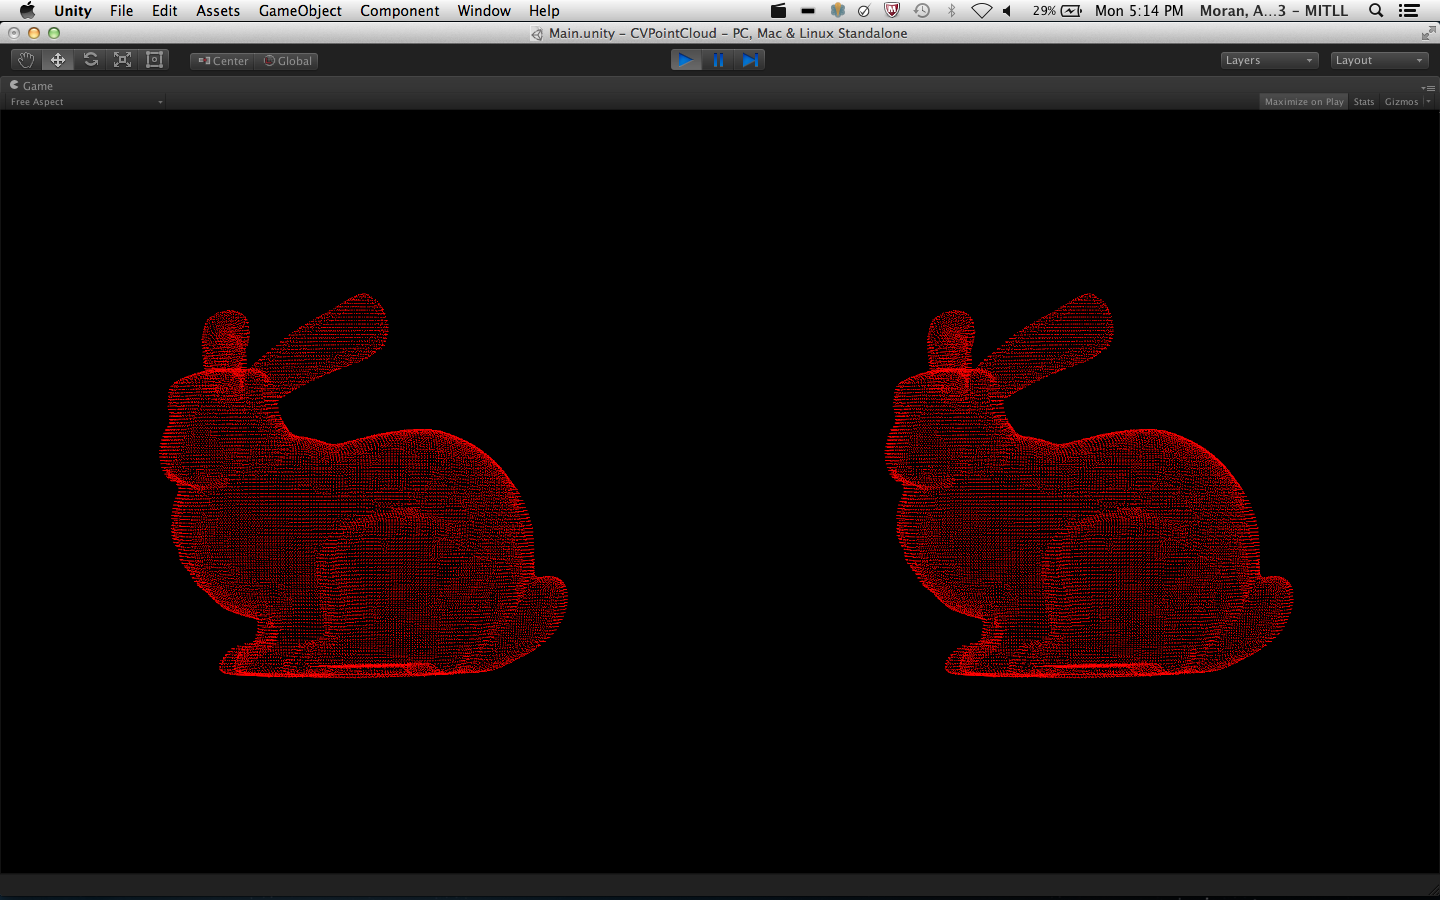 Unity File Edit Assets GameObject Component Window Help 29% Mon 5:14 PM Moran, A...3 – MITLL
Main.unity – CVPointCloud – PC, Mac & Linux Standalone
Center Global Layers Layout
Game
Free Aspect Maximize on Play Stats Gizmos